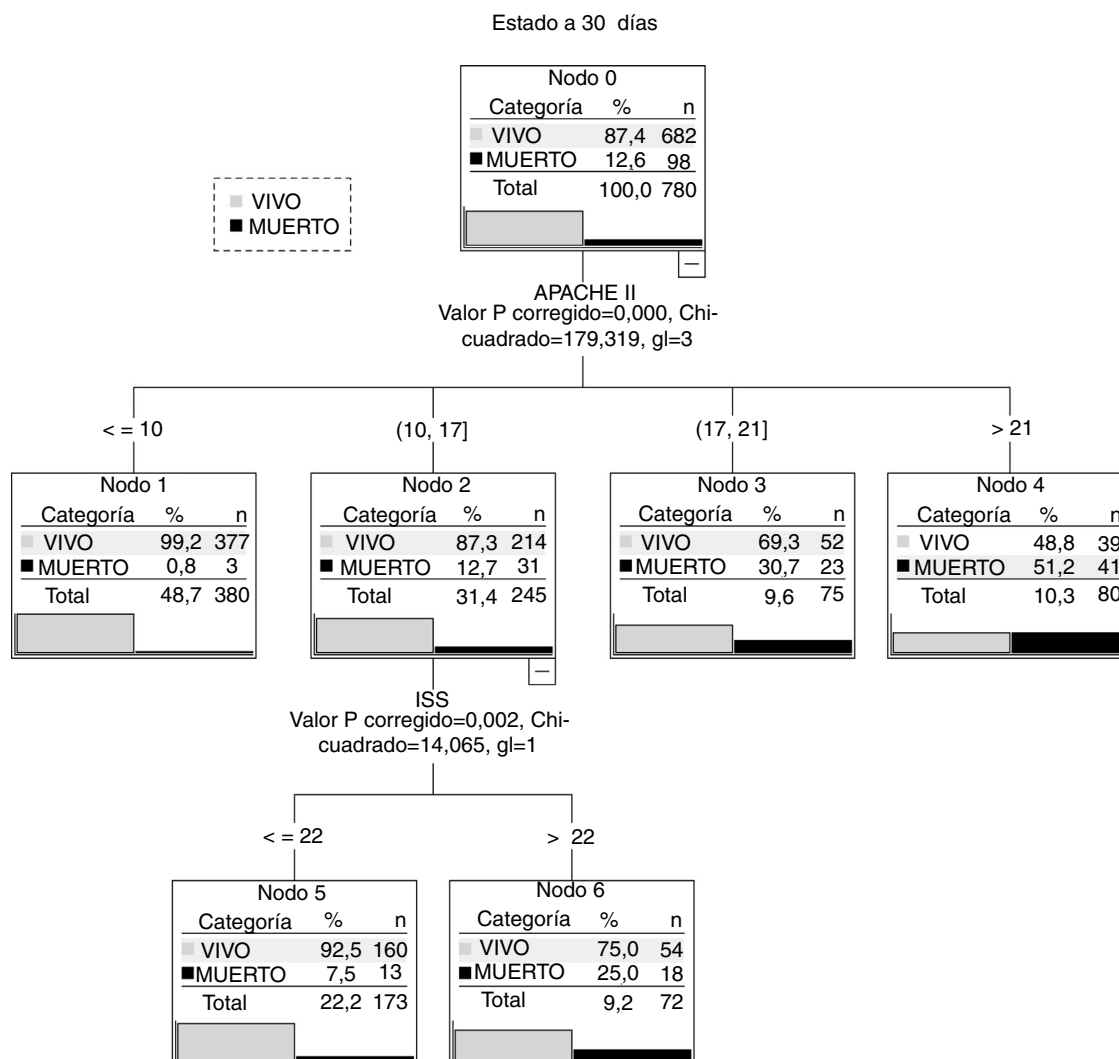 Estado a 30 días
Nodo 0
Categoría % n
VIVO 87,4 682
MUERTO 12,6 98
Total 100,0 780
VIVO
MUERTO
APACHE II
Valor P corregido=0,000, Chi-
cuadrado=179,319, gl=3
< = 10
(10, 17]
(17, 21]
> 21
Nodo 1
Categoría % n
VIVO 99,2 377
MUERTO 0,8 3
Total 48,7 380
Nodo 2
Categoría % n
VIVO 87,3 214
MUERTO 12,7 31
Total 31,4 245
Nodo 3
Categoría % n
VIVO 69,3 52
MUERTO 30,7 23
Total 9,6 75
Nodo 4
Categoría % n
VIVO 48,8 39
MUERTO 51,2 41
Total 10,3 80
ISS
Valor P corregido=0,002, Chi-
cuadrado=14,065, gl=1
< = 22
> 22
Nodo 5
Categoría % n
VIVO 92,5 160
MUERTO 7,5 13
Total 22,2 173
Nodo 6
Categoría % n
VIVO 75,0 54
MUERTO 25,0 18
Total 9,2 72